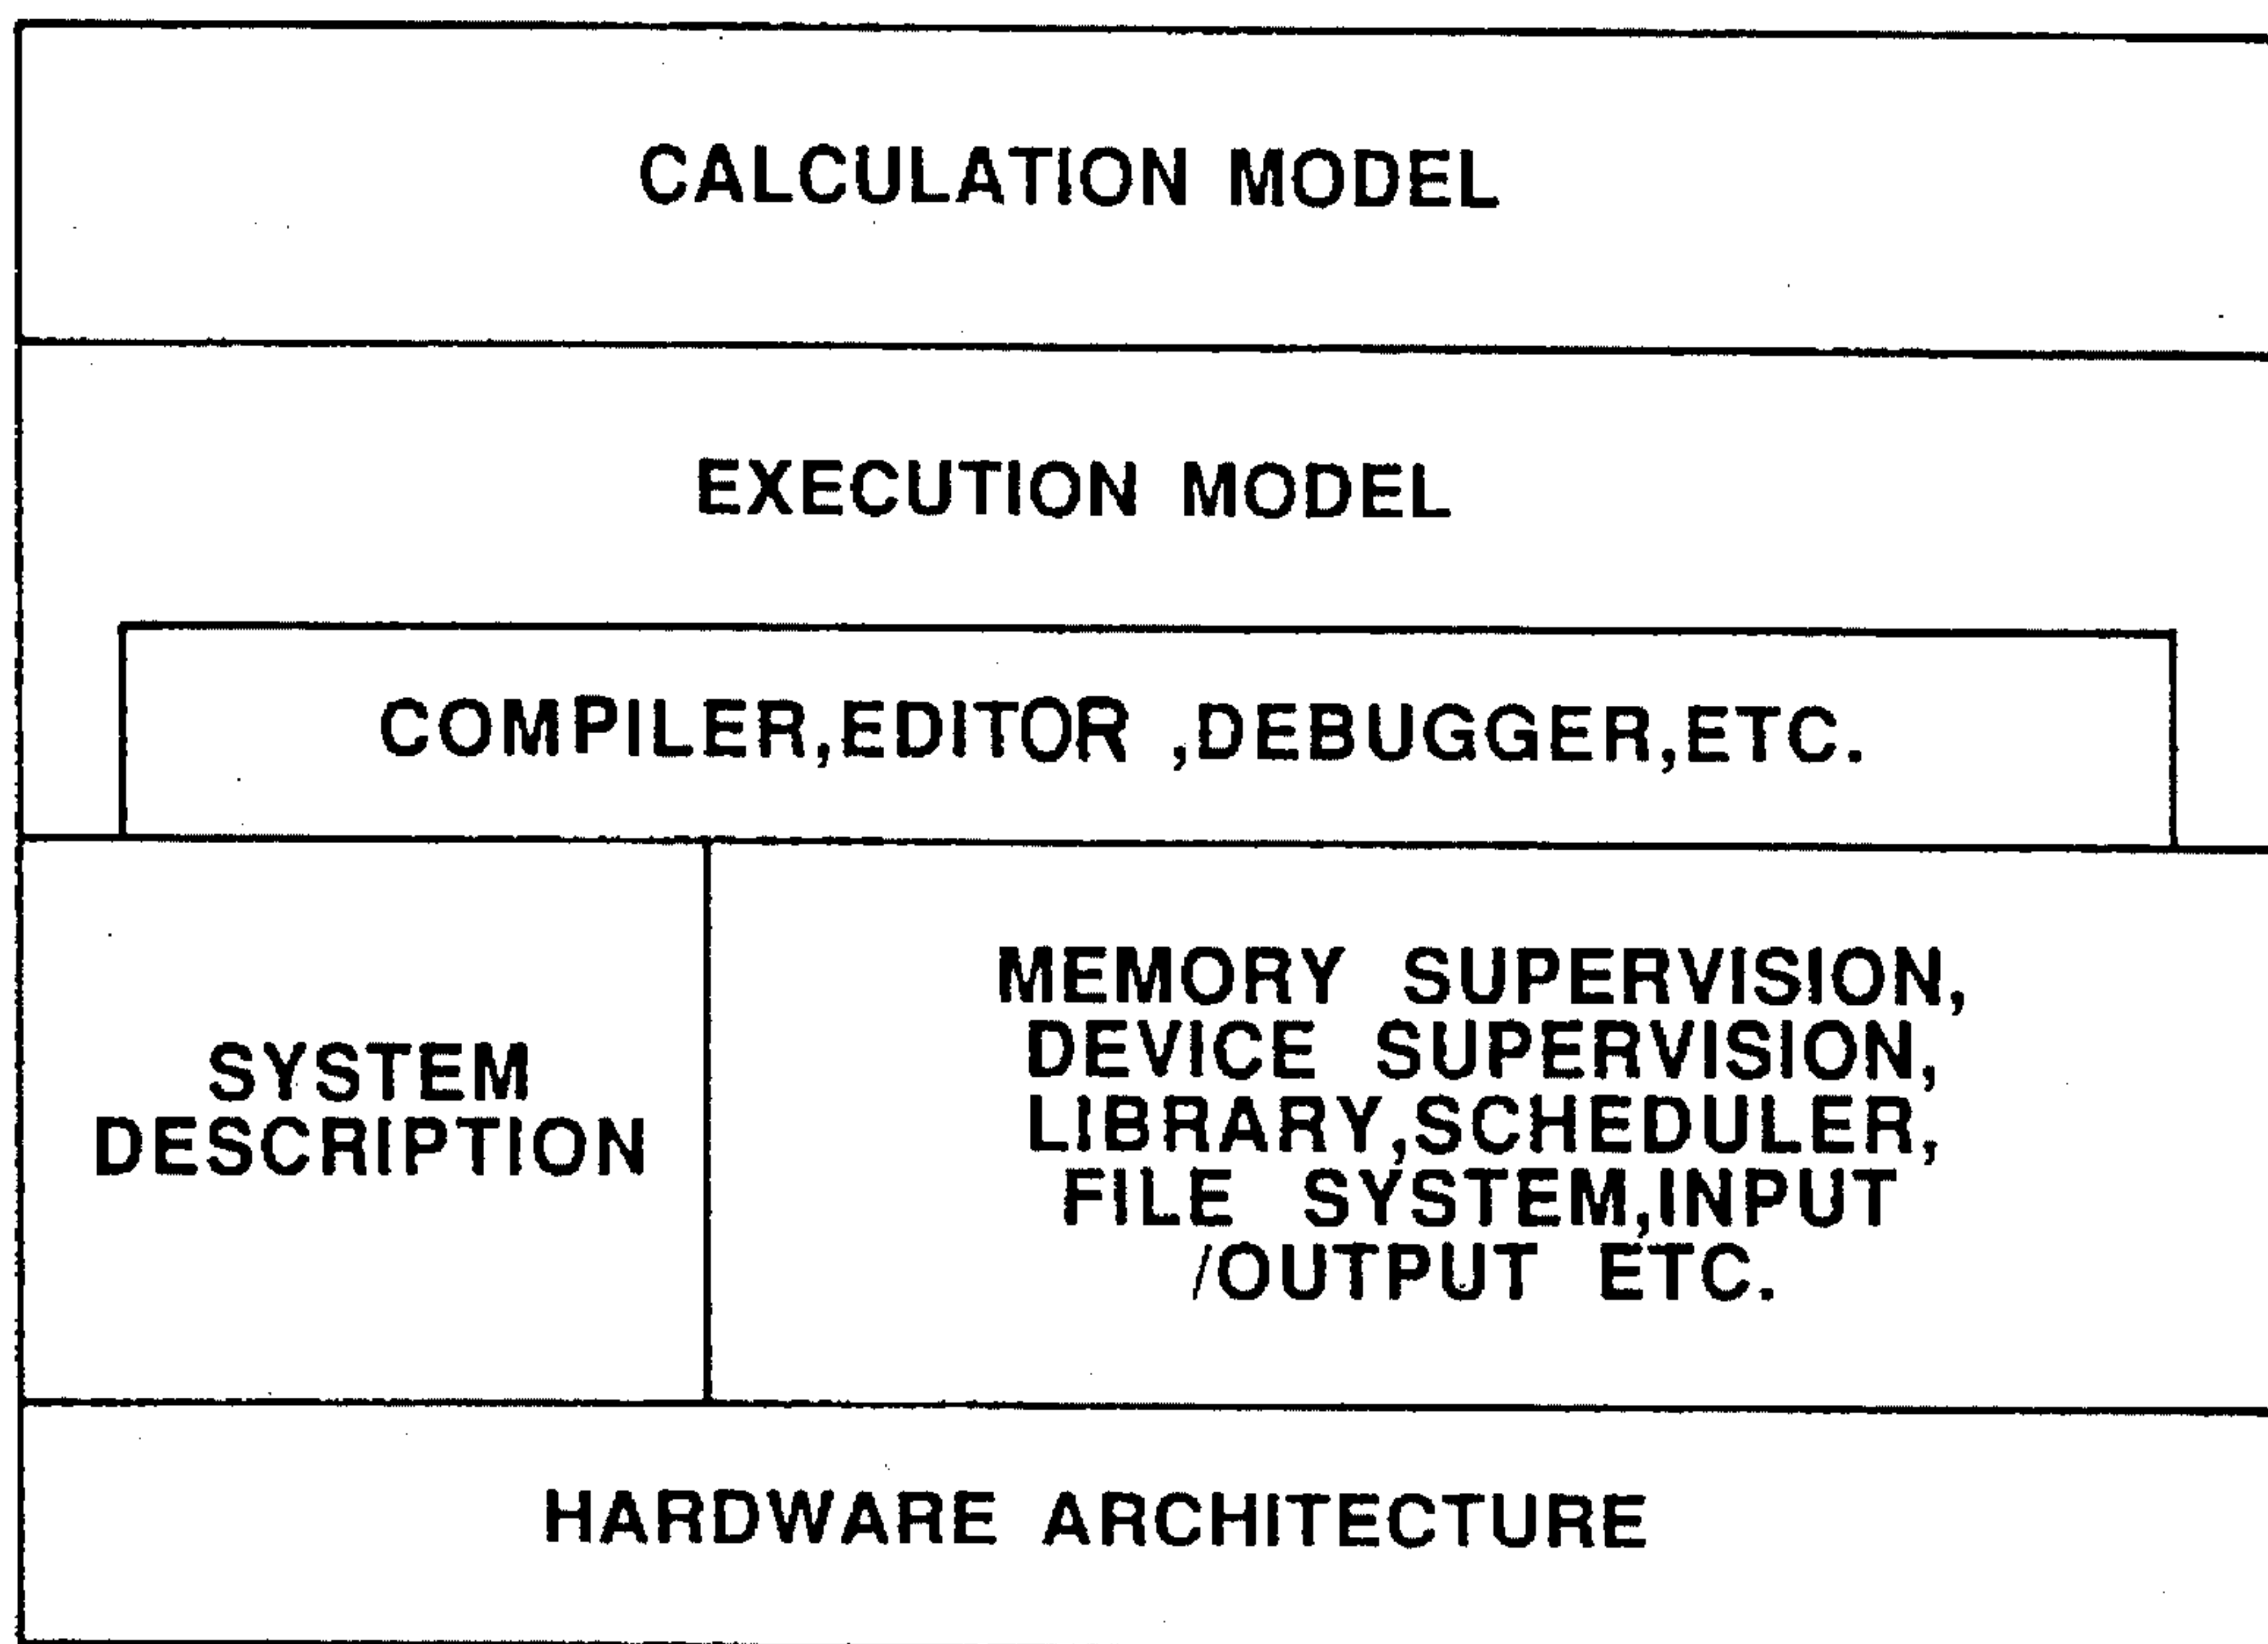 CALCULATION MODEL
EXECUTION MODEL
COMPILER,EDITOR ,DEBUGGER,ETC.
SYSTEM
DESCRIPTION
MEMORY SUPERVISION,
DEVICE SUPERVISION,
LIBRARY,SCHEDULER,
FILE SYSTEM,INPUT
/OUTPUT ETC.
HARDWARE ARCHITECTURE